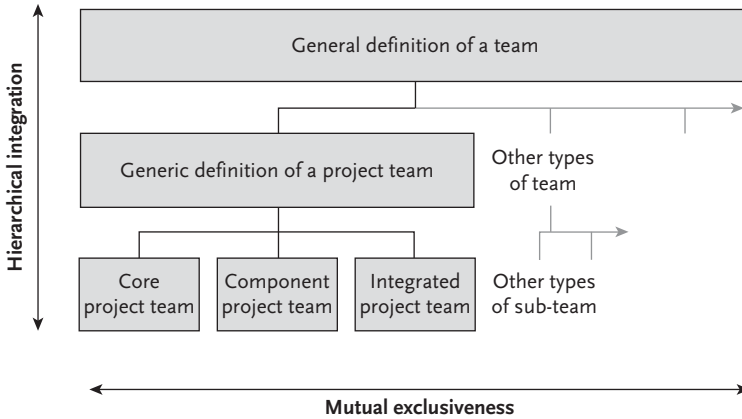 General definition of a team
Hierarchical integration
Generic definition of a project team
Other types
of team
Core
project team
Component
project team
Integrated
project team
Other types
of sub-team
Mutual exclusiveness